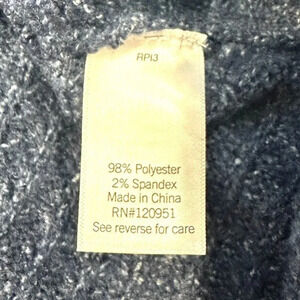 RPI3
98% Polyester
2% Spandex
Made in China
RN#120951
See reverse for care